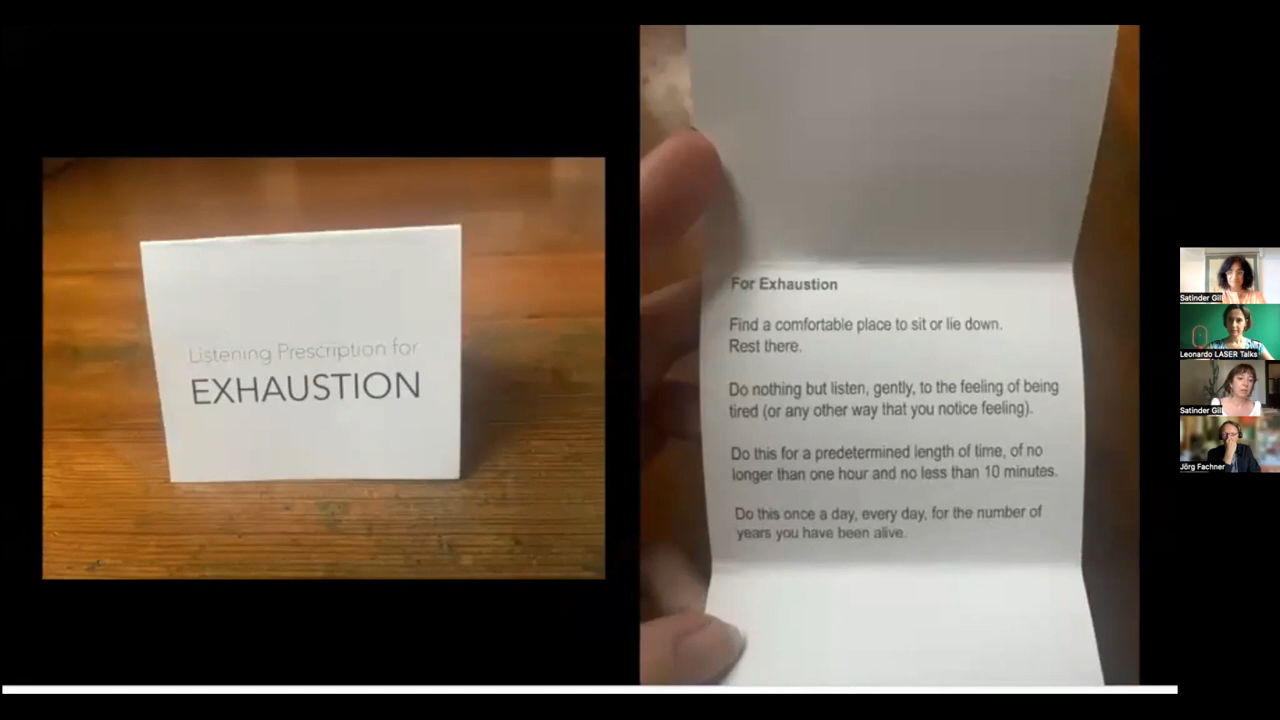 Listening Prescription for
EXHAUSTION
For Exhaustion
Find a comfortable place to sit or lie down.
Rest there.
Do nothing but listen, gently, to the feeling of being
tired (or any other way that you notice feeling).
Do this for a predetermined length of time, of no
longer than one hour and no less than 10 minutes.
Do this once a day, every day, for the number of
years you have been alive.
Satinder Gill
Leonardo LASER Talks
Satinder Gill
Jörg Fachner